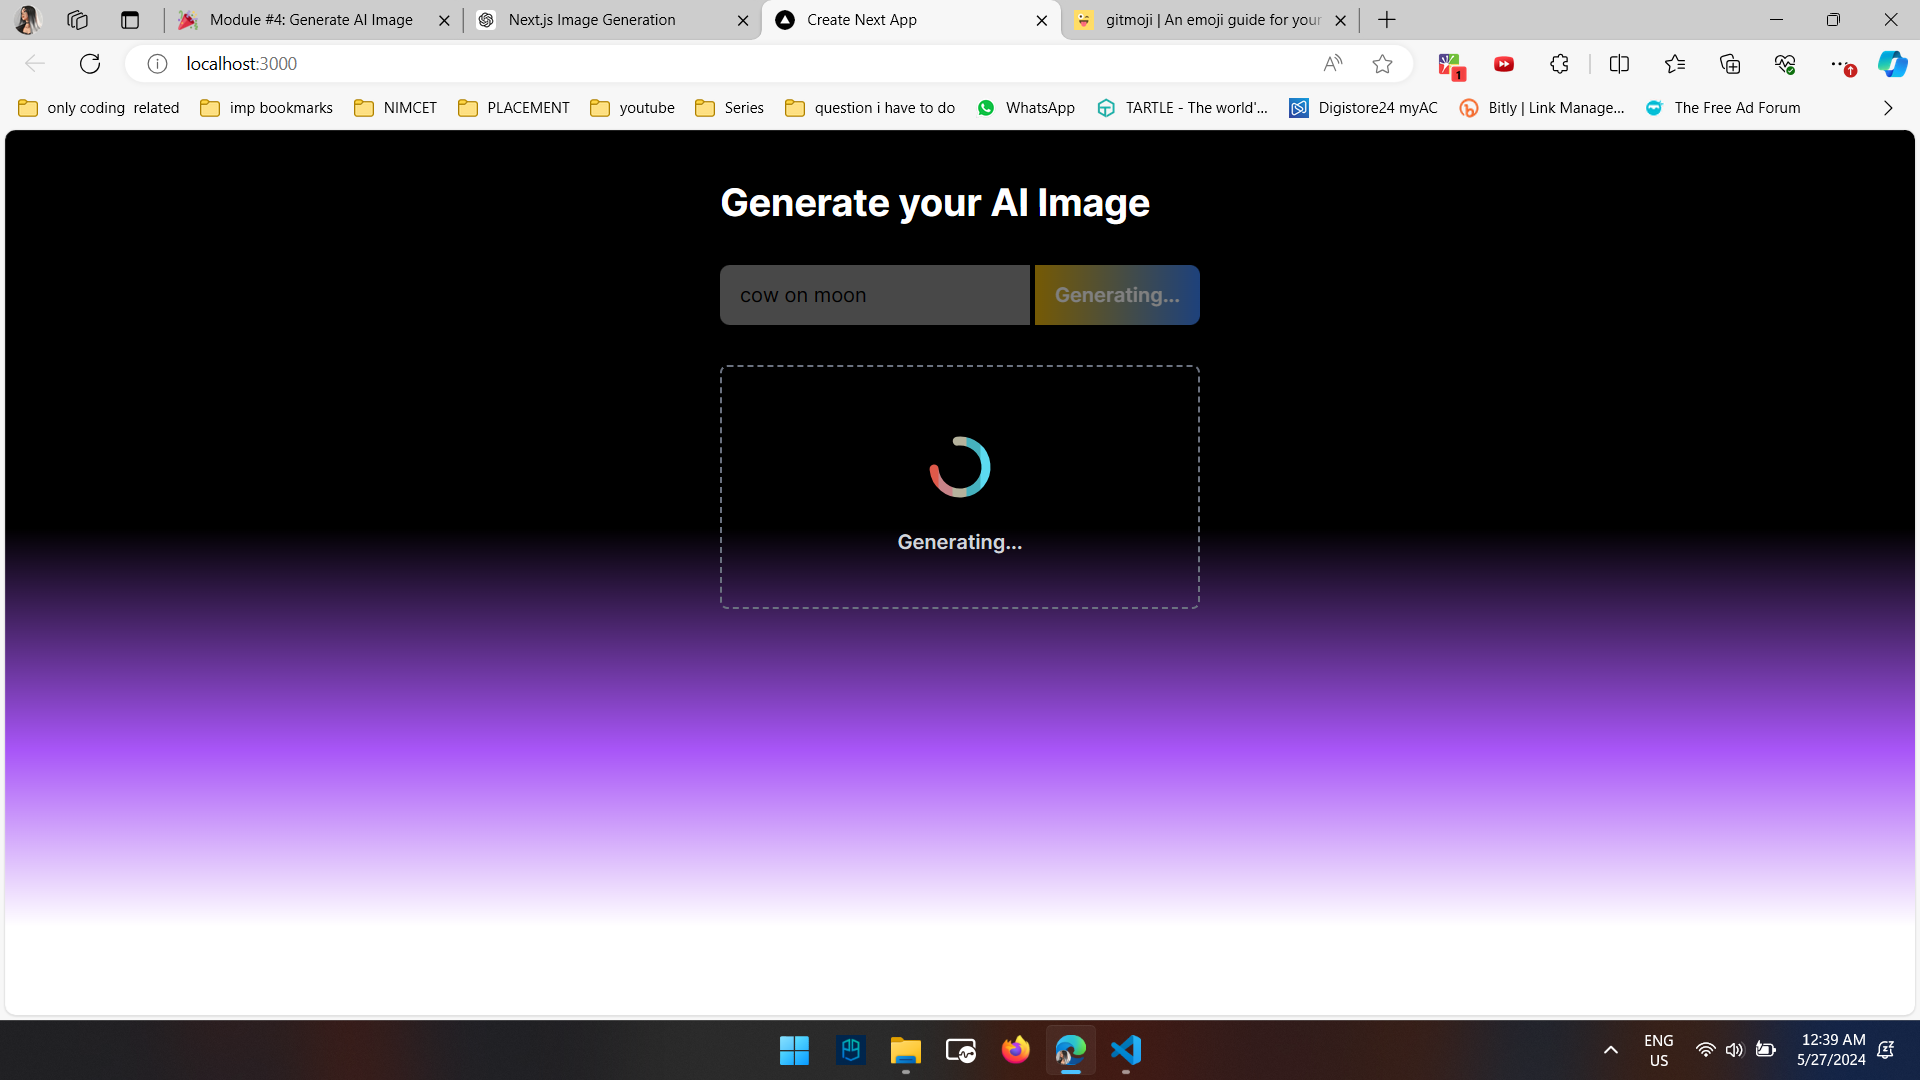 Module #4: Generate AI Image
Next.js Image Generation
Create Next App
gitmoji | An emoji guide for your
localhost:3000
A
1
only coding related
imp bookmarks
NIMCET
PLACEMENT
youtube
Series
question i have to do
WhatsApp
TARTLE - The world'...
Digistore24 myAC
Bitly | Link Manage...
The Free Ad Forum
Generate your AI Image
cow on moon
Generating...
Generating...
ENG
US
12:39 AM
5/27/2024